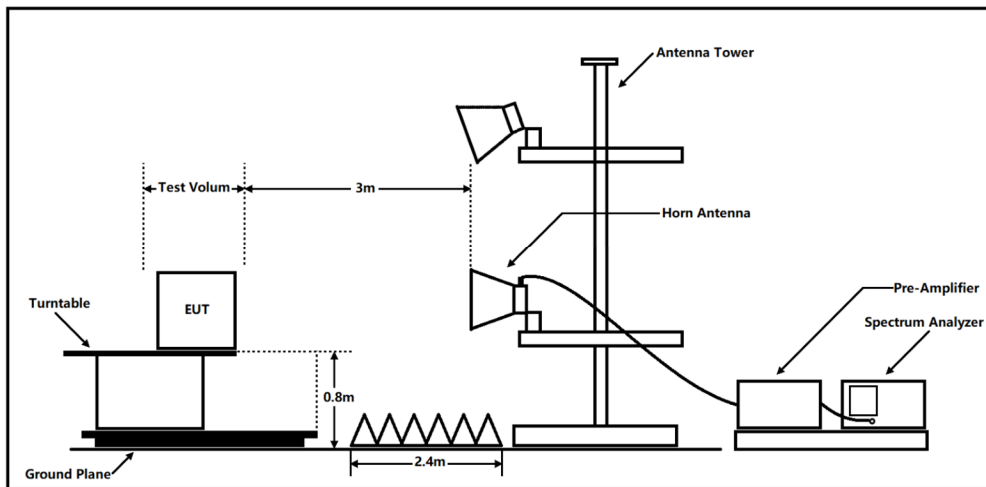 Antenna Tower
Test Volum
3m
Horn Antenna
EUT
Turntable
Pre-Amplifier
Spectrum Analyzer
0.8m
2.4m
Ground Plane